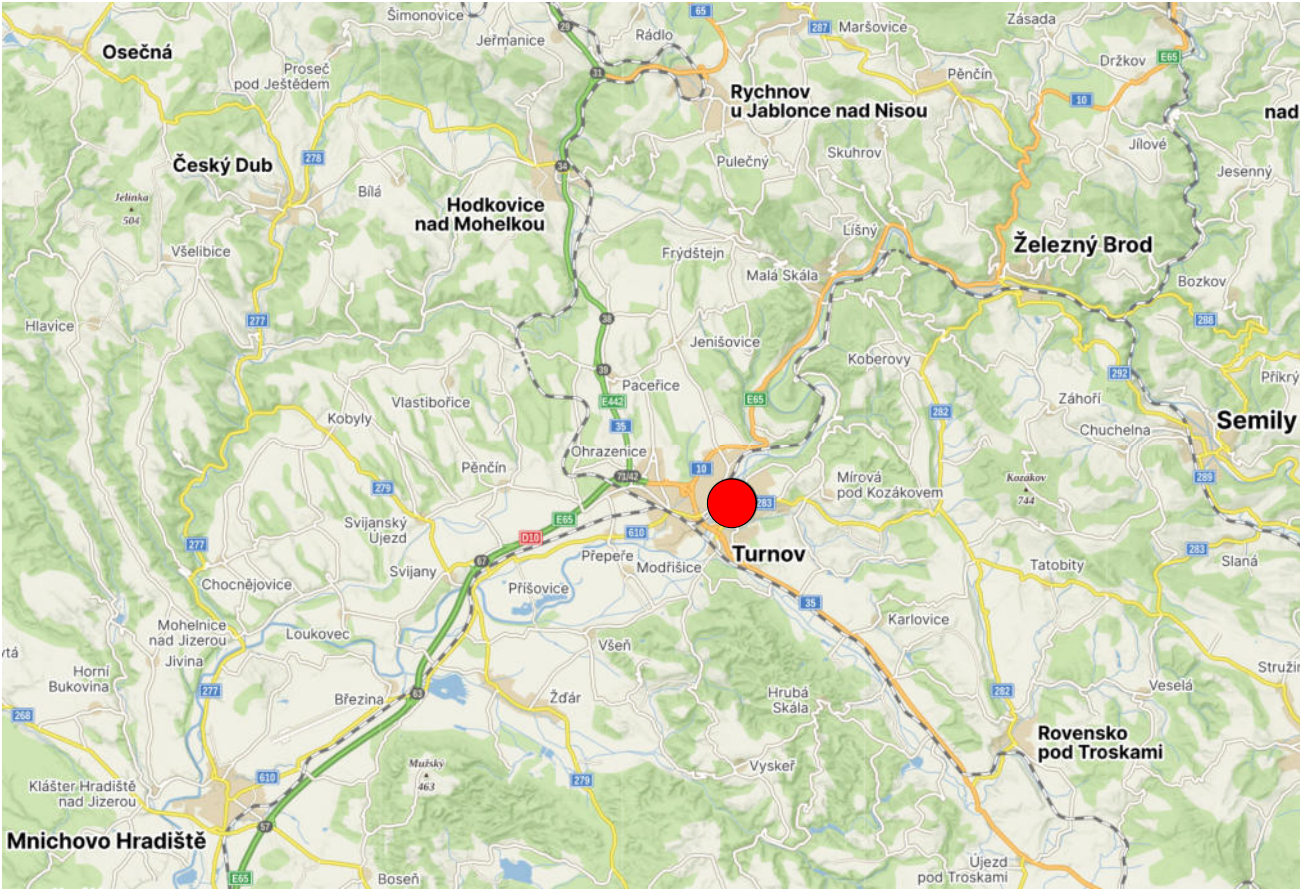 Šimonovice
29
65
Zásada
Rádlo
287
Maršovice
Osečná
Jeřmanice
E65
Držkov
Proseč
pod Ještědem
31
Pěnčín
Rychnov
u Jablonce nad Nisou
10
nad
Český Dub
278
34
Pulečný
Skuhrov
Jílové
Jesenný
Jelínka
504
Bílá
Hodkovice
nad Mohelkou
Líšný
Železný Brod
Všelibice
Frýdštejn
Malá Skála
Bozkov
Hlavice
277
38
288
Jenišovice
Koberovy
39
Paceřice
292
Příkrý
E442
E65
Vlastibořice
Záhoří
282
Kobyly
35
Chuchelna
Semily
Ohrazenice
Pěnčín
71/42
10
Mírová
pod Kozákovem
Kozákov
744
289
279
283
Svijanský
Újezd
E65
D10
610
277
Turnov
283
67
Přepeře
Modřišice
Tatobity
Slaná
Chocnějovice
Svijany
Příšovice
35
Karlovice
Mohelnice
nad Jizerou
Loukovec
Všeň
Jivina
ytá
Horní
Bukovina
277
Březina
63
Žďár
Hrubá
Skála
282
Veselá
Stružin
268
Rovensko
pod Troskami
Mužský
463
Vyskeř
610
279
Klášter Hradiště
nad Jizerou
57
Mnichovo Hradiště
E65
Boseň
Újezd
pod Troskami